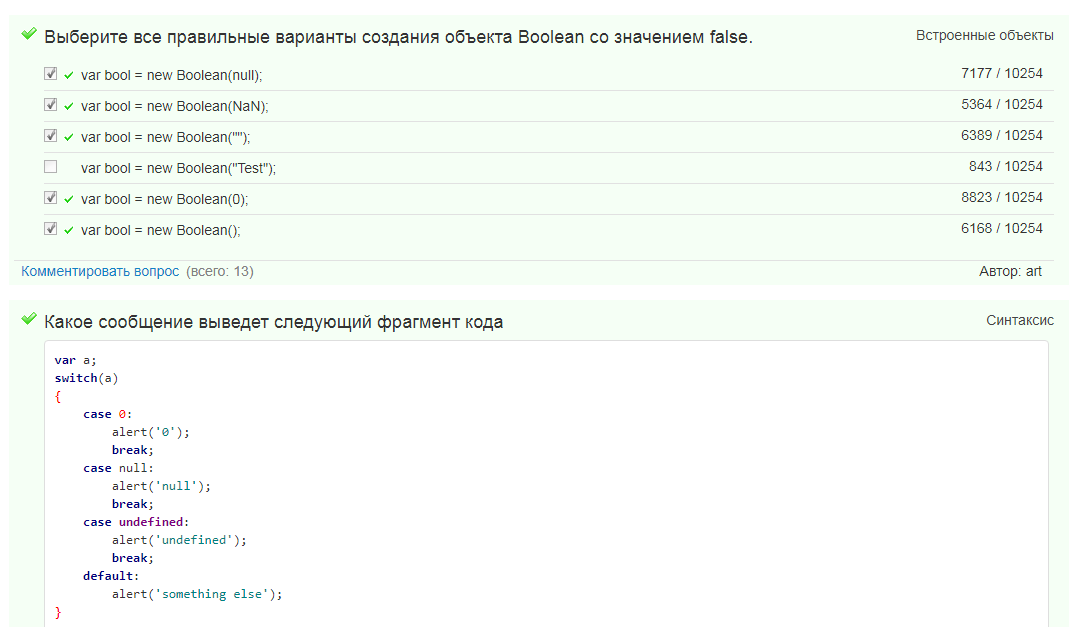 Выберите все правильные варианты создания объекта Boolean со значением false. Встроенные объекты
var bool = new Boolean(null); 7177 / 10254
var bool = new Boolean(NaN); 5364 / 10254
var bool = new Boolean(""); 6389 / 10254
var bool = new Boolean("Test"); 843 / 10254
var bool = new Boolean(0); 8823 / 10254
var bool = new Boolean(); 6168 / 10254
Комментировать вопрос (всего: 13) Автор: art
Какое сообщение выведет следующий фрагмент кода Синтаксис
var a;
switch(a)
{
case 0:
alert('0');
break;
case null:
alert('null');
break;
case undefined:
alert('undefined');
break;
default:
alert('something else');
}